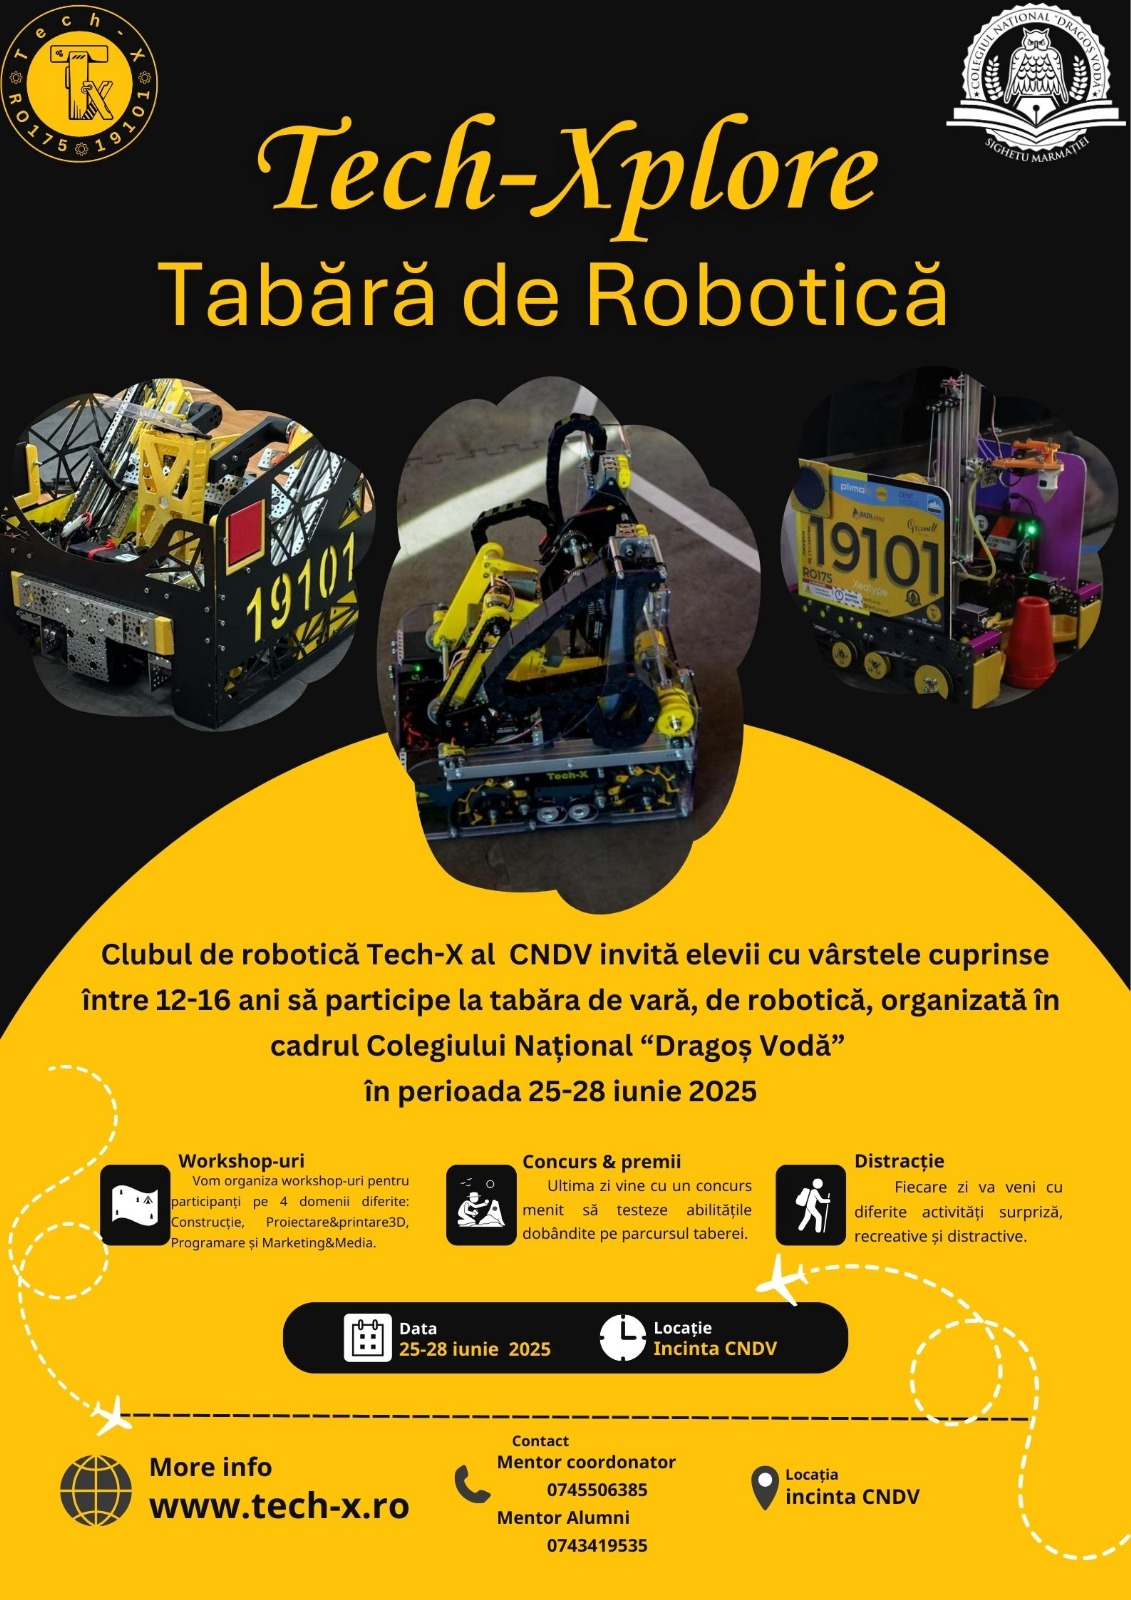 Tech-X
RO175 19101
COLEGIUL NAȚIONAL "DRAGOȘ VODĂ"
SIGHETU MARMAȚIEI
Tech-Xplore
Tabără de Robotică
19101
Tech-X
19101
RO175
Clubul de robotică Tech-X al CNDV invită elevii cu vârstele cuprinse
între 12-16 ani să participe la tabăra de vară, de robotică, organizată în
cadrul Colegiului Național “Dragoș Vodă”
în perioada 25-28 iunie 2025
Workshop-uri
Vom organiza workshop-uri pentru
participanți pe 4 domenii diferite:
Construcție, Proiectare&printare3D,
Programare și Marketing&Media.
Concurs & premii
Ultima zi vine cu un concurs
menit să testeze abilitățile
dobândite pe parcursul taberei.
Distracție
Fiecare zi va veni cu
diferite activități surpriză,
recreative și distractive.
Data
25-28 iunie 2025
Locație
Incinta CNDV
More info
www.tech-x.ro
Contact
Mentor coordonator
0745506385
Mentor Alumni
0743419535
Locația
incinta CNDV